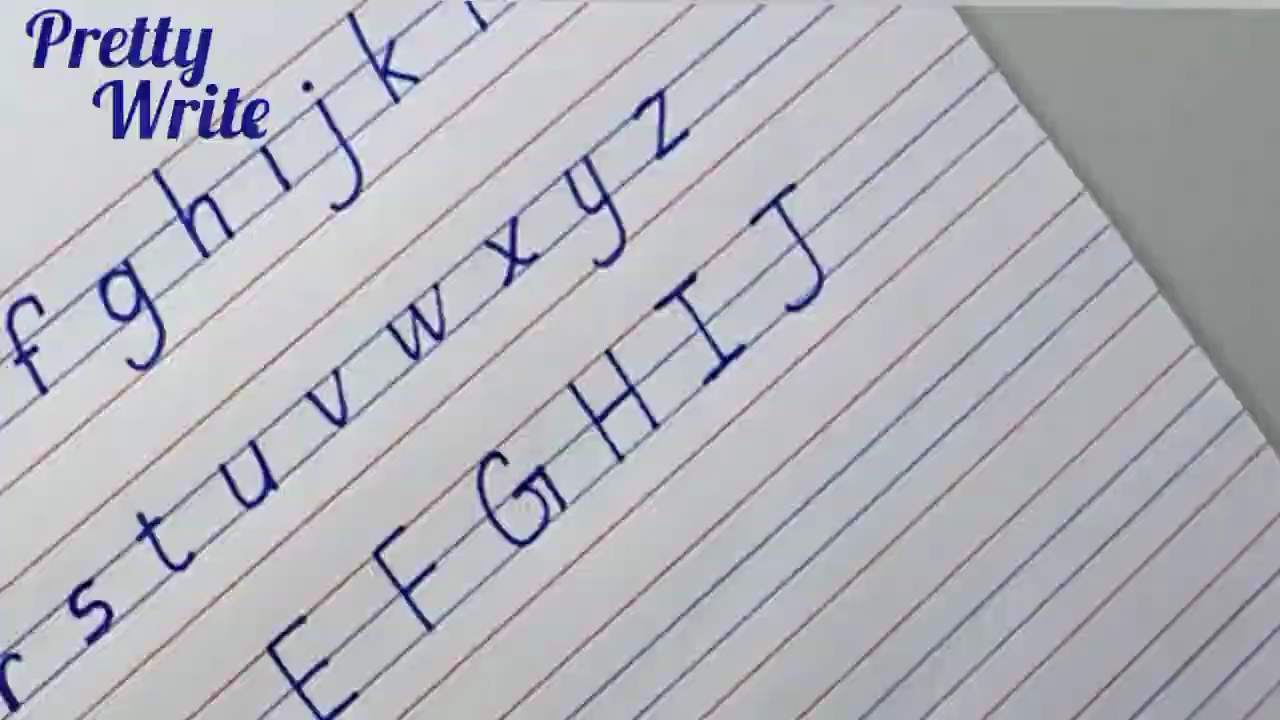 Pretty
Write
f g h i j k l
r s t u v w x y z
E F G H I J